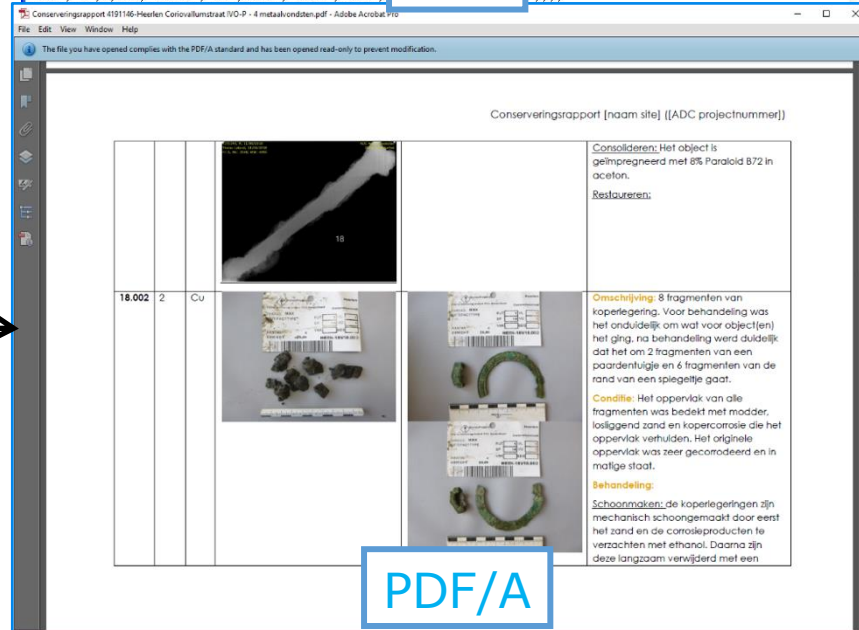 Conserveringsrapport 4191146-Heerlen Coriovallumstraat IVO-P - 4 metaalvondsten.pdf - Adobe Acrobat Pro
File Edit View Window Help
The file you have opened complies with the PDF/A standard and has been opened read-only to prevent modification.
Conserveringsrapport [naam site] ([ADC projectnummer])
18
Consolideren: Het object is
geïmpregneerd met 8% Paraloid B72 in
aceton.
Restaureren:
18.002 2 Cu
Omschrijving: 8 fragmenten van
koperlegering. Voor behandeling was
het onduidelijk om wat voor object(en)
het ging, na behandeling werd duidelijk
dat het om 2 fragmenten van een
paardentuigje en 6 fragmenten van de
rand van een spiegeltje gaat.
Conditie: Het oppervlak van alle
fragmenten was bedekt met modder,
losliggend zand en kopercorrosie die het
oppervlak verhulden. Het originele
oppervlak was zeer gecorrodeerd en in
matige staat.
Behandeling:
Schoonmaken: de koperlegeringen zijn
mechanisch schoongemaakt door eerst
het zand en de corrosieproducten te
verzachten met ethanol. Daarna zijn
deze langzaam verwijderd met een
PDF/A